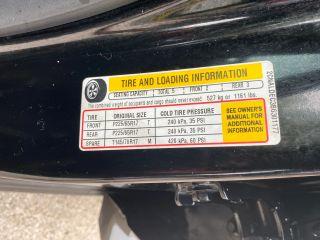 TIRE AND LOADING INFORMATION
SEATING CAPACITY TOTAL 5 FRONT 2 REAR 3
The combined weight of occupants and cargo should never exceed 527 kg or 1161 lbs.
TIRE ORIGINAL SIZE COLD TIRE PRESSURE
FRONT P225/65R17 T 240 kPa, 35 PSI
REAR P225/65R17 T 240 kPa, 35 PSI
SPARE T145/70R17 M 420 kPa, 60 PSI
SEE OWNER'S
MANUAL FOR
ADDITIONAL
INFORMATION